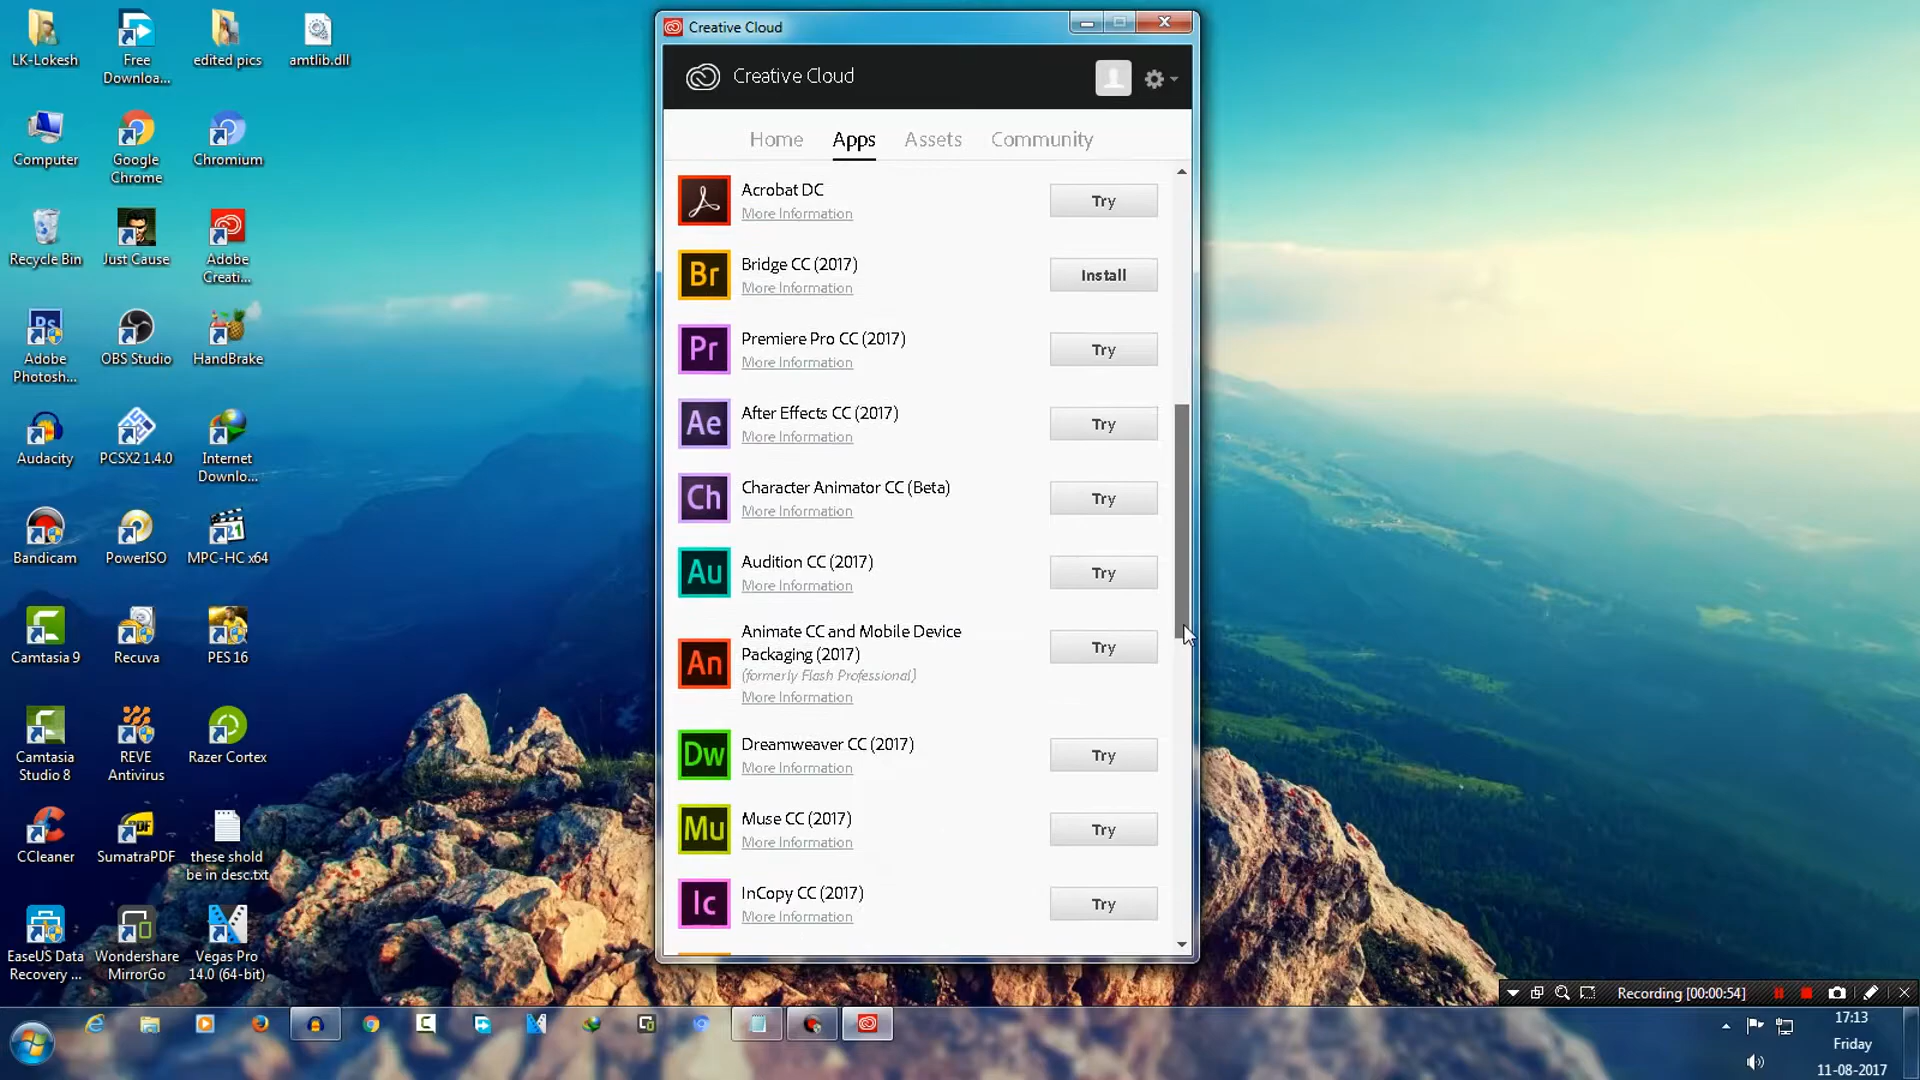 LK-Lokesh
Free
Downloa...
edited pics
amtlib.dll
Computer
Google
Chrome
Chromium
Recycle Bin
Just Cause
Adobe
Creati...
Ps
Adobe
Photosh...
OBS Studio
HandBrake
Audacity
PCSX2 1.4.0
Internet
Downlo...
Bandicam
PowerISO
21
MPC-HC x64
Camtasia 9
Recuva
PES 16
Camtasia
Studio 8
REVE
Antivirus
Razer Cortex
CCleaner
PDF
SumatraPDF
these shold
be in desc.txt
EaseUS Data
Recovery ...
Wondershare
MirrorGo
Vegas Pro
14.0 (64-bit)
Creative Cloud
Creative Cloud
Home Apps Assets Community
Acrobat DC
More Information
Try
Br
Bridge CC (2017)
More Information
Install
Pr
Premiere Pro CC (2017)
More Information
Try
Ae
After Effects CC (2017)
More Information
Try
Ch
Character Animator CC (Beta)
More Information
Try
Au
Audition CC (2017)
More Information
Try
An
Animate CC and Mobile Device
Packaging (2017)
(formerly Flash Professional)
More Information
Try
Dw
Dreamweaver CC (2017)
More Information
Try
Mu
Muse CC (2017)
More Information
Try
Ic
InCopy CC (2017)
More Information
Try
Recording [00:00:54]
17:13
Friday
11-08-2017